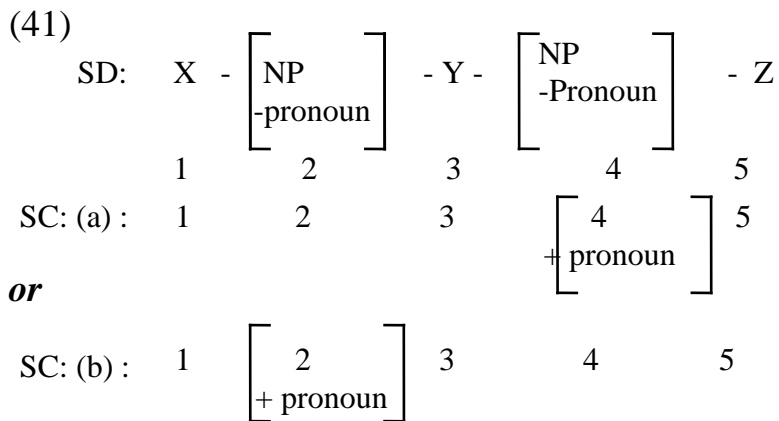 (41)
SD: X - NP - Y - NP - Z
-pronoun -Pronoun
1 2 3 4 5
SC: (a) : 1 2 3 4 5
+ pronoun
or
SC: (b) : 1 2 3 4 5
+ pronoun